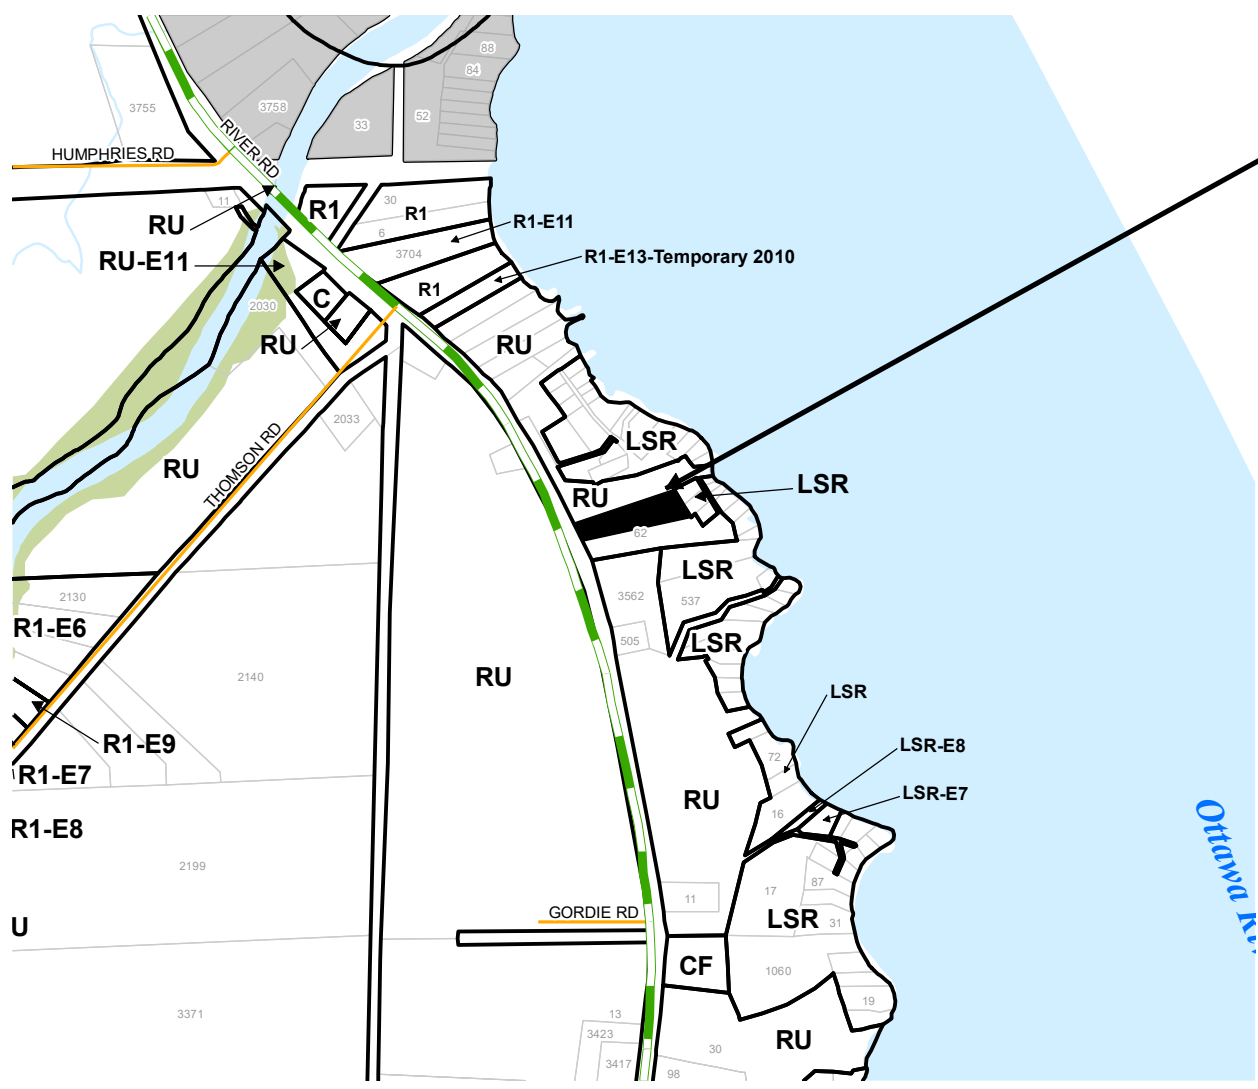 88
84
3755
3758
33
52
RIVER RD
HUMPHRIES RD
11
30
R1
R1
RU
6
R1-E11
3704
RU-E11
R1-E13-Temporary 2010
R1
C
2030
RU
RU
2033
LSR
THOMSON RD
RU
LSR
RU
62
LSR
2130
3562
537
R1-E6
505
LSR
2140
RU
LSR
R1-E9
LSR-E8
72
R1-E7
LSR-E7
RU
16
R1-E8
Ottawa Riv
2199
87
17
11
GORDIE RD
LSR
31
U
CF
1060
19
3371
13
3423
RU
30
3417
98